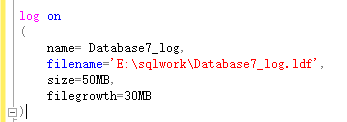 log on
(
name= Database7_log,
filename='E:\sqlwork\Database7_log.ldf',
size=50MB,
filegrowth=30MB
)